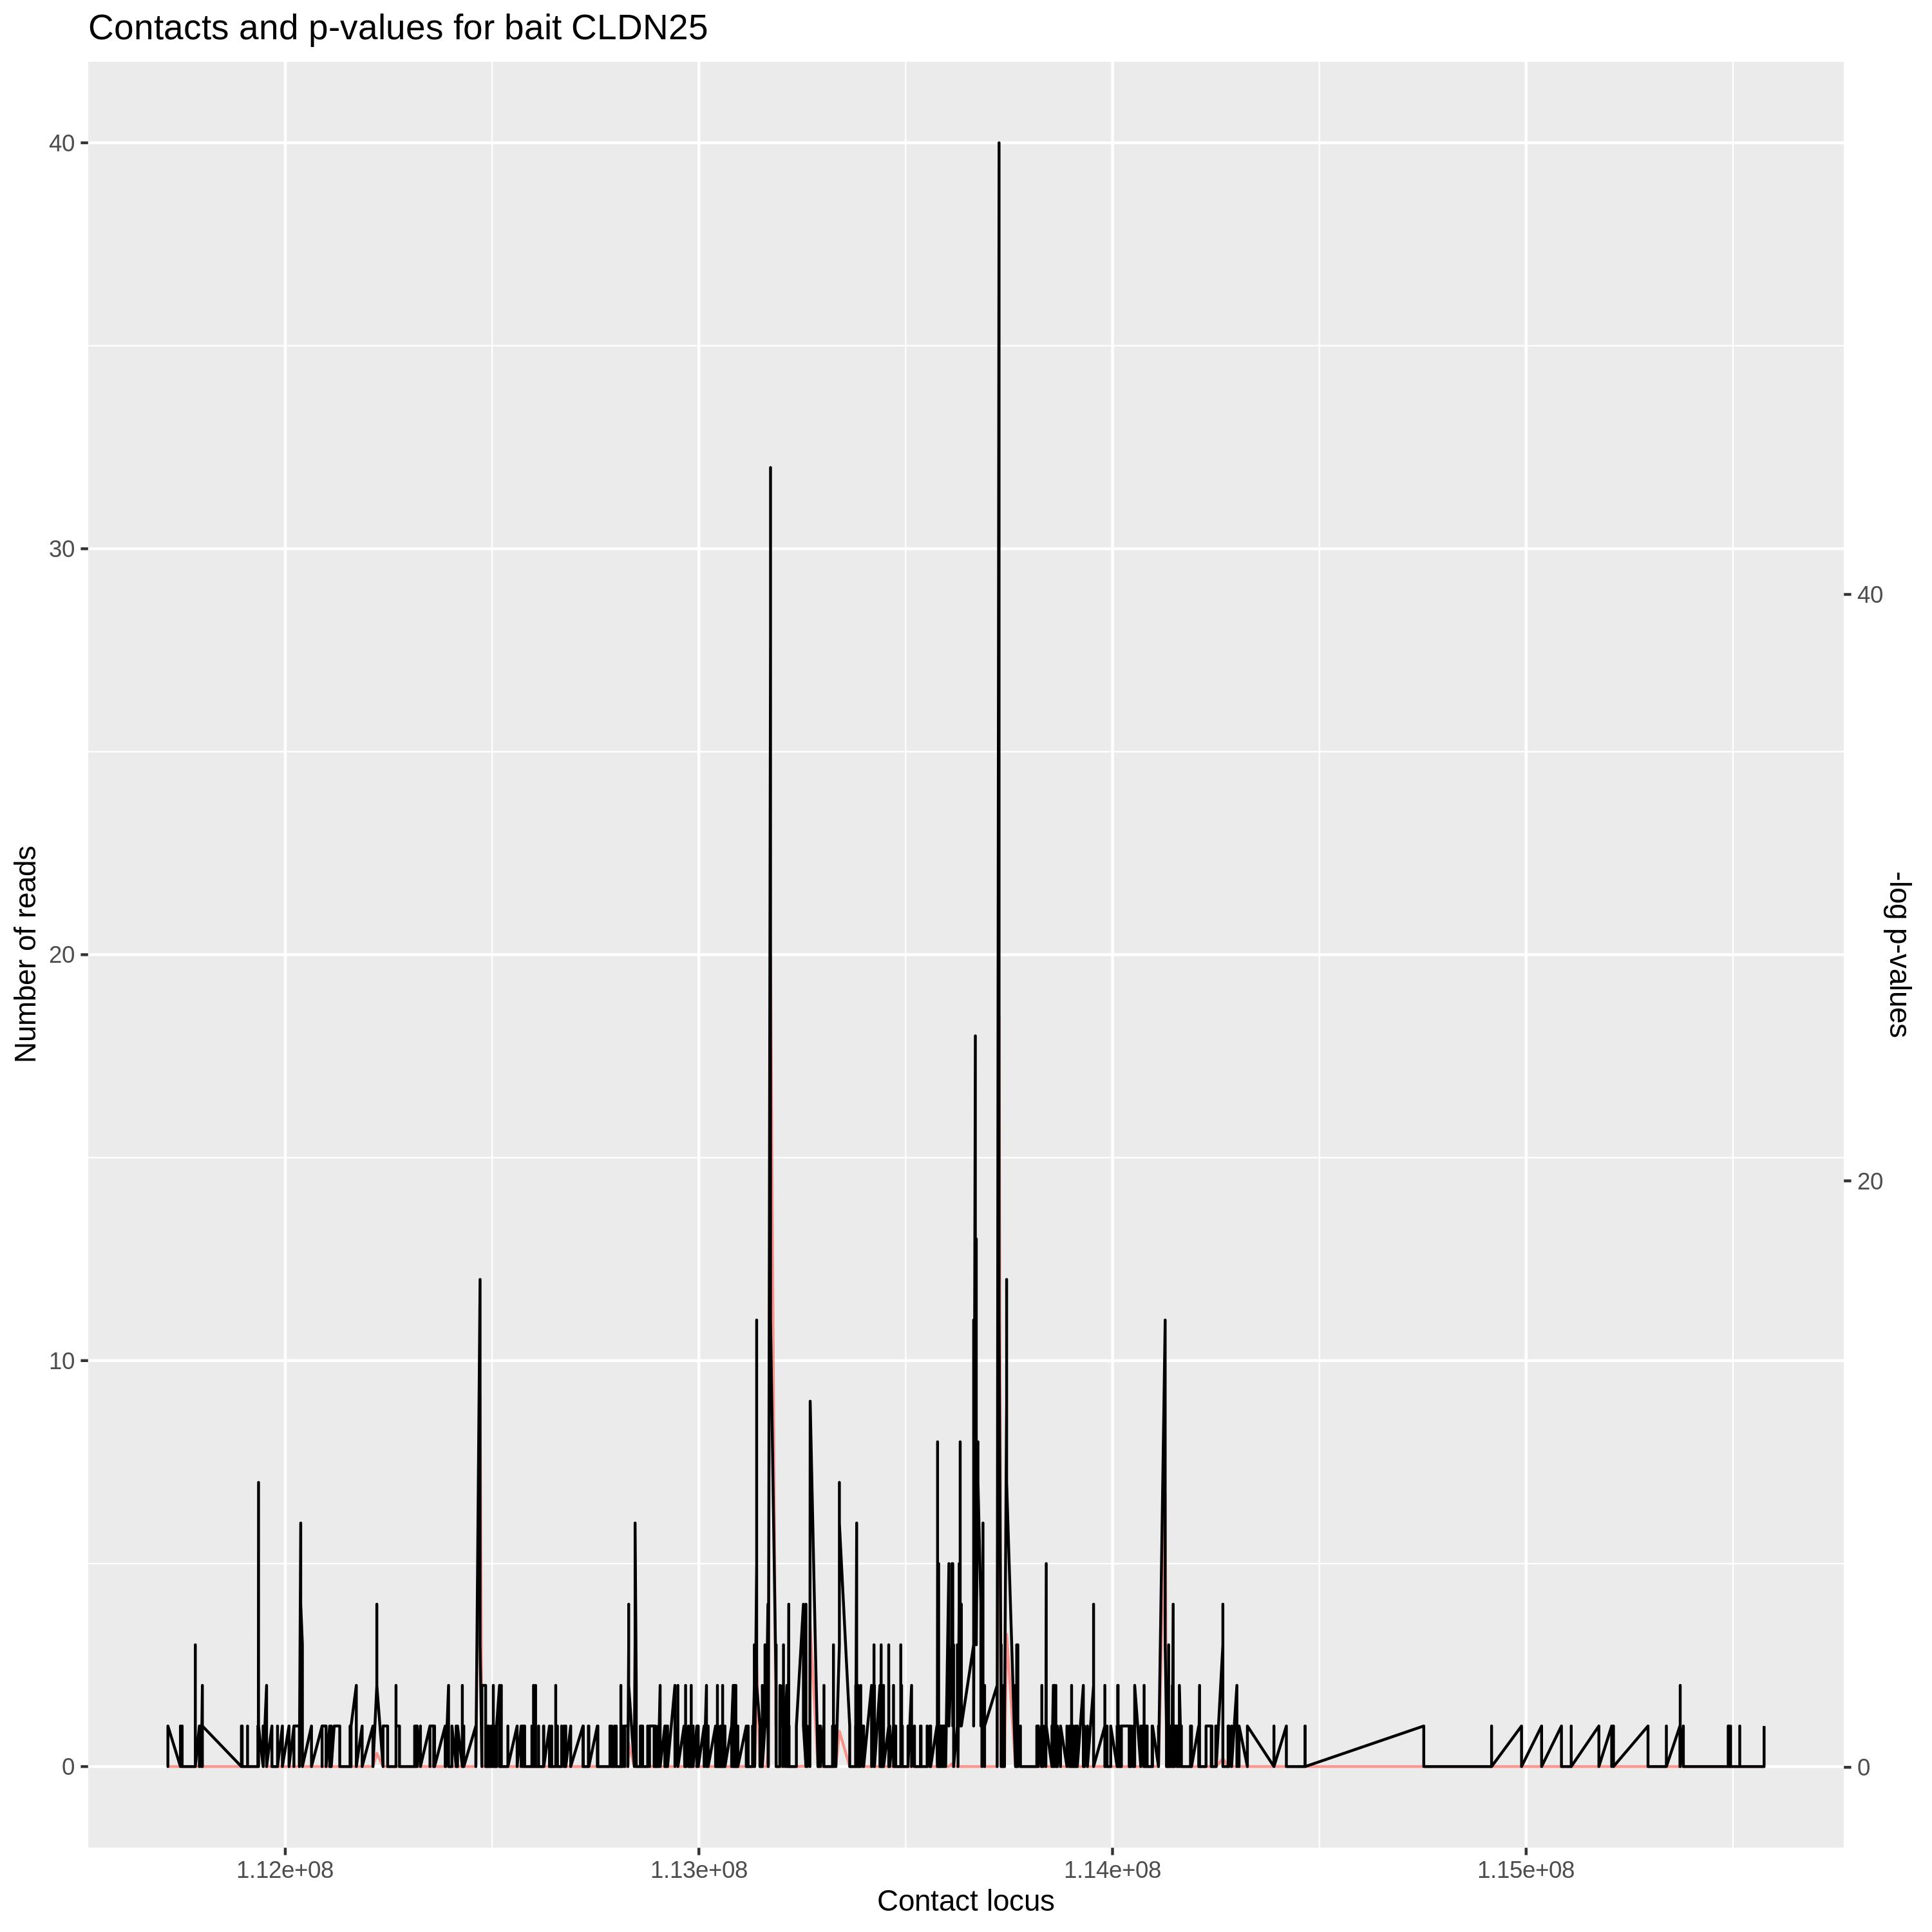 Contacts and p-values for bait CLDN25
40
30
20
10
0
Number of reads
40
20
0
-log p-values
1.12e+08
1.13e+08
1.14e+08
1.15e+08
Contact locus